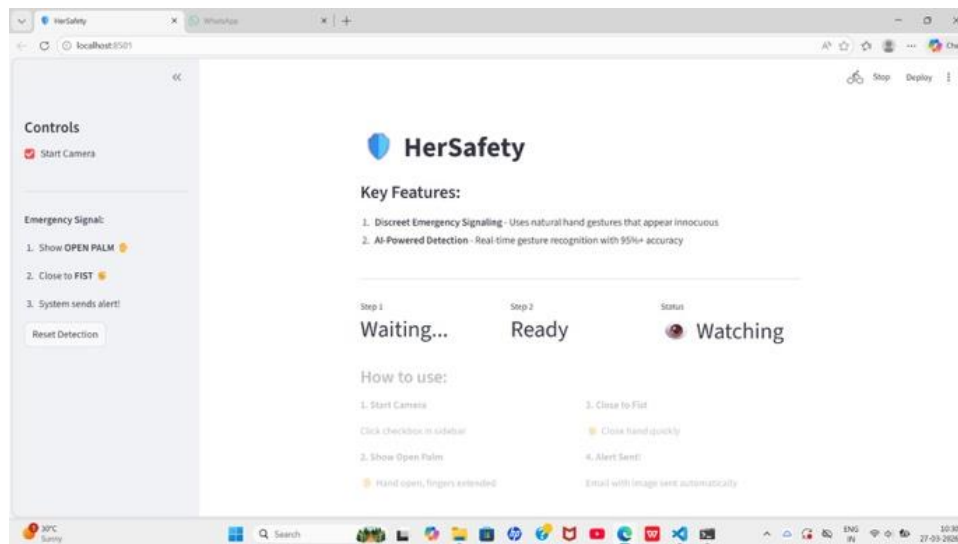 HerSafety
WhatsApp
localhost:8501
Stop
Deploy
Controls
Start Camera
Emergency Signal:
1. Show OPEN PALM
2. Close to FIST
3. System sends alert!
Reset Detection
HerSafety
Key Features:
1. Discreet Emergency Signaling - Uses natural hand gestures that appear innocuous
2. AI-Powered Detection - Real-time gesture recognition with 95%+ accuracy
Step 1
Waiting...
Step 2
Ready
Status
Watching
How to use:
1. Start Camera
Click checkbox in sidebar
2. Show Open Palm
Hand open, fingers extended
3. Close to Fist
Close hand quickly
4. Alert Sent!
Email with image sent automatically
30°C
Sunny
Search
ENG
IN
10:30
27-03-2026